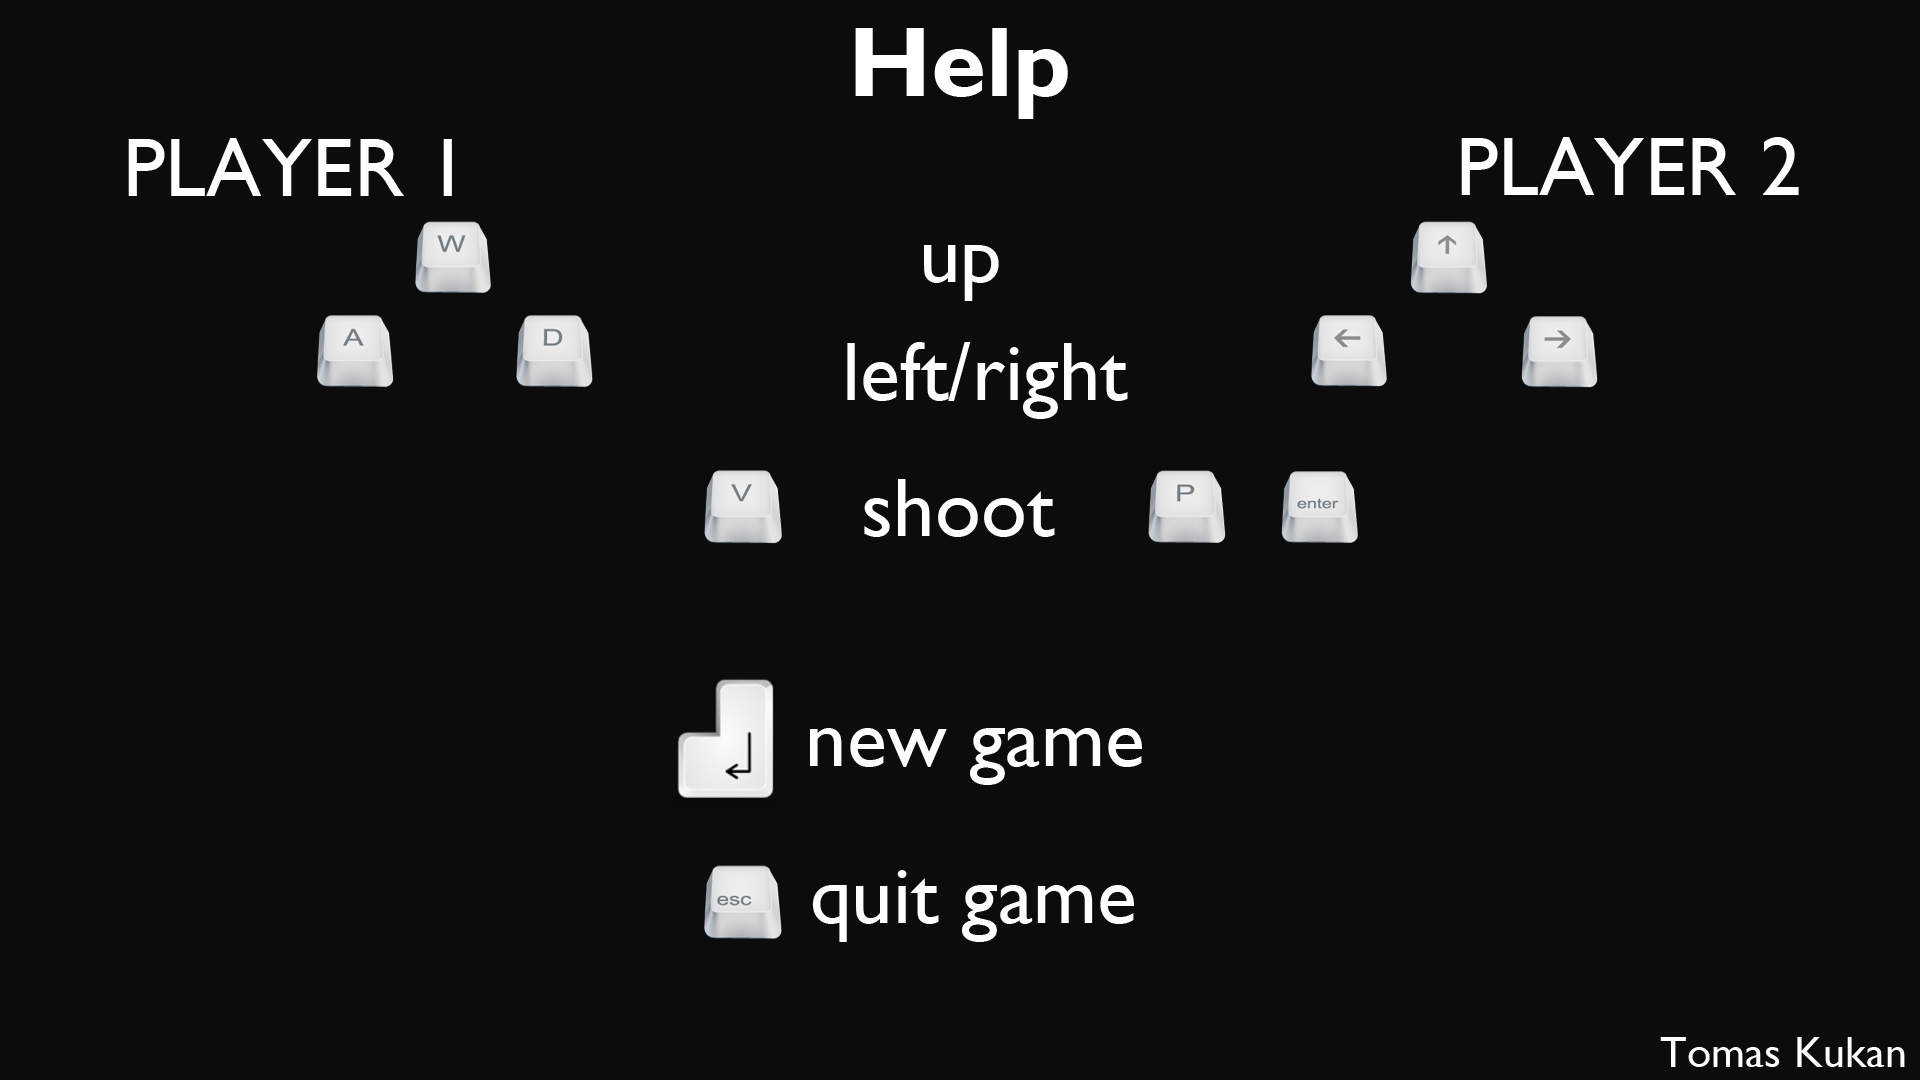 Help
PLAYER 1 PLAYER 2
W up ↑
A D left/right ← →
V shoot P enter
↵ new game
esc quit game
Tomas Kukan